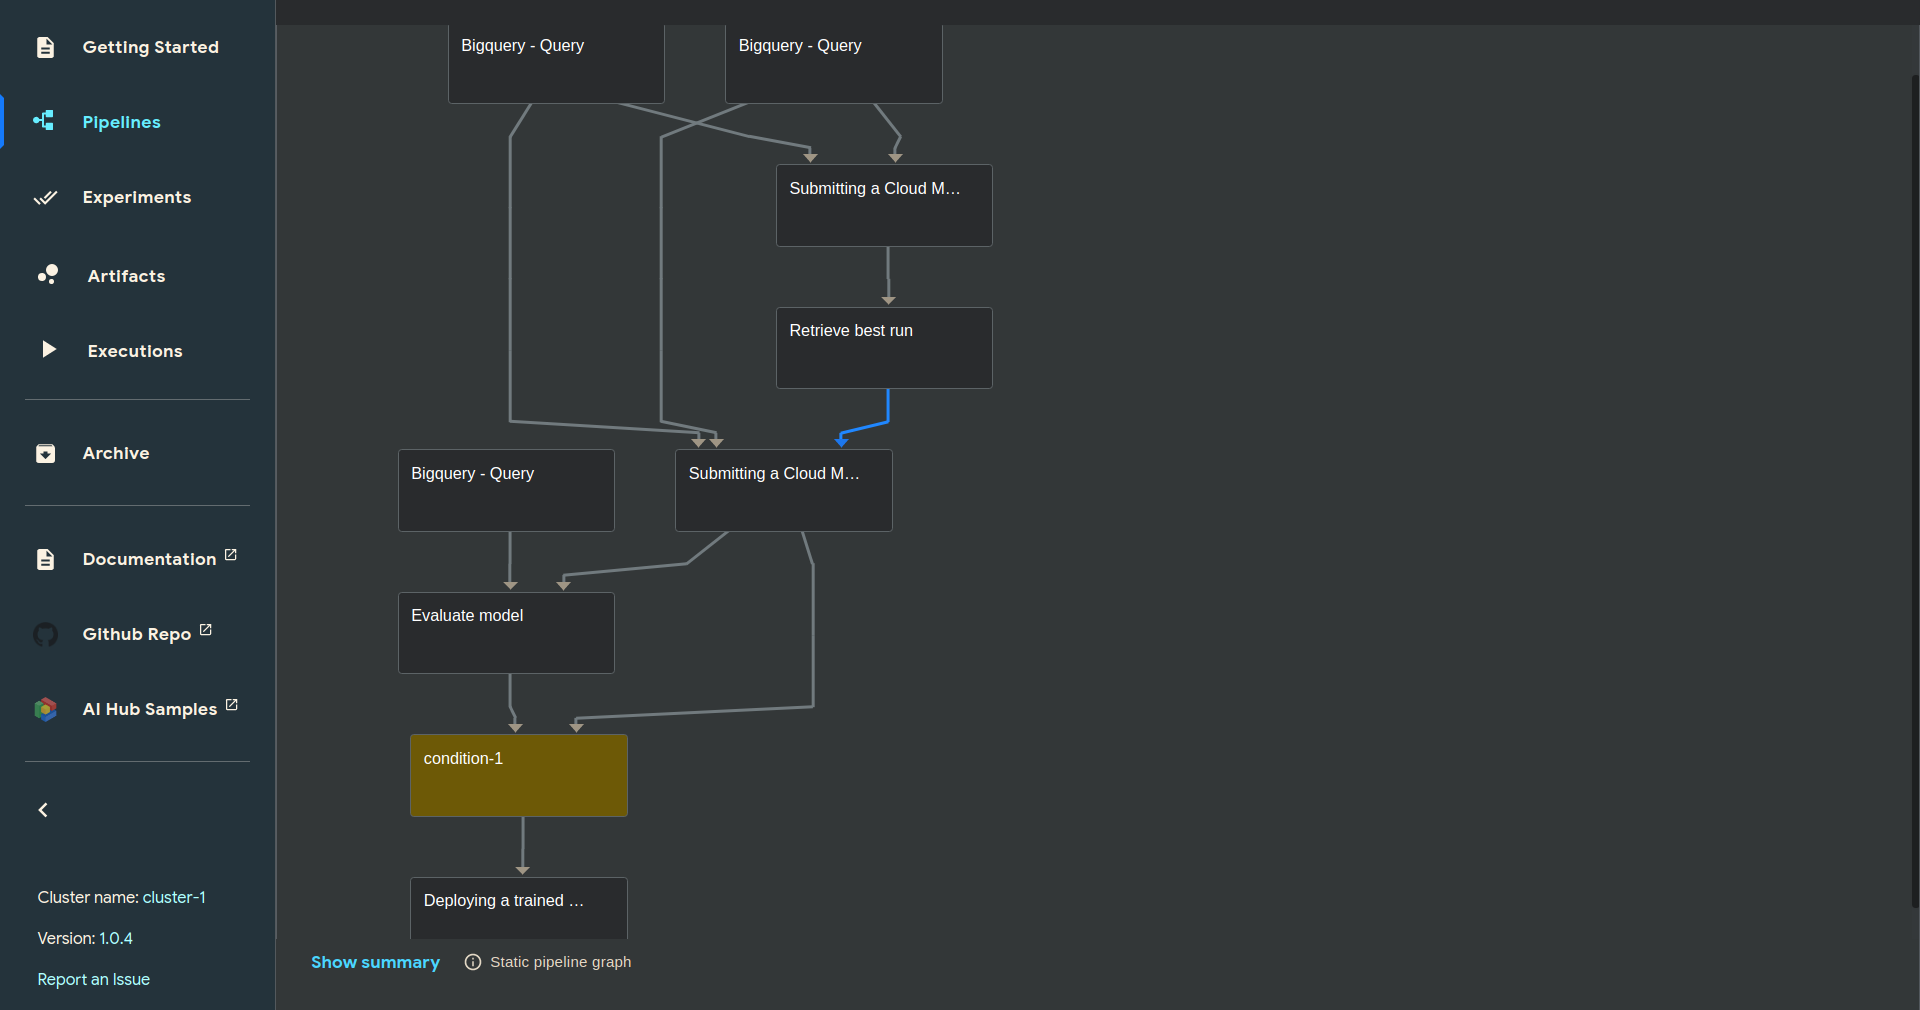 Getting Started
Pipelines
Experiments
Artifacts
Executions
Archive
Documentation
Github Repo
AI Hub Samples
Cluster name: cluster-1
Version: 1.0.4
Report an Issue
Bigquery - Query
Bigquery - Query
Submitting a Cloud M…
Retrieve best run
Bigquery - Query
Submitting a Cloud M…
Evaluate model
condition-1
Deploying a trained …
Show summary
Static pipeline graph